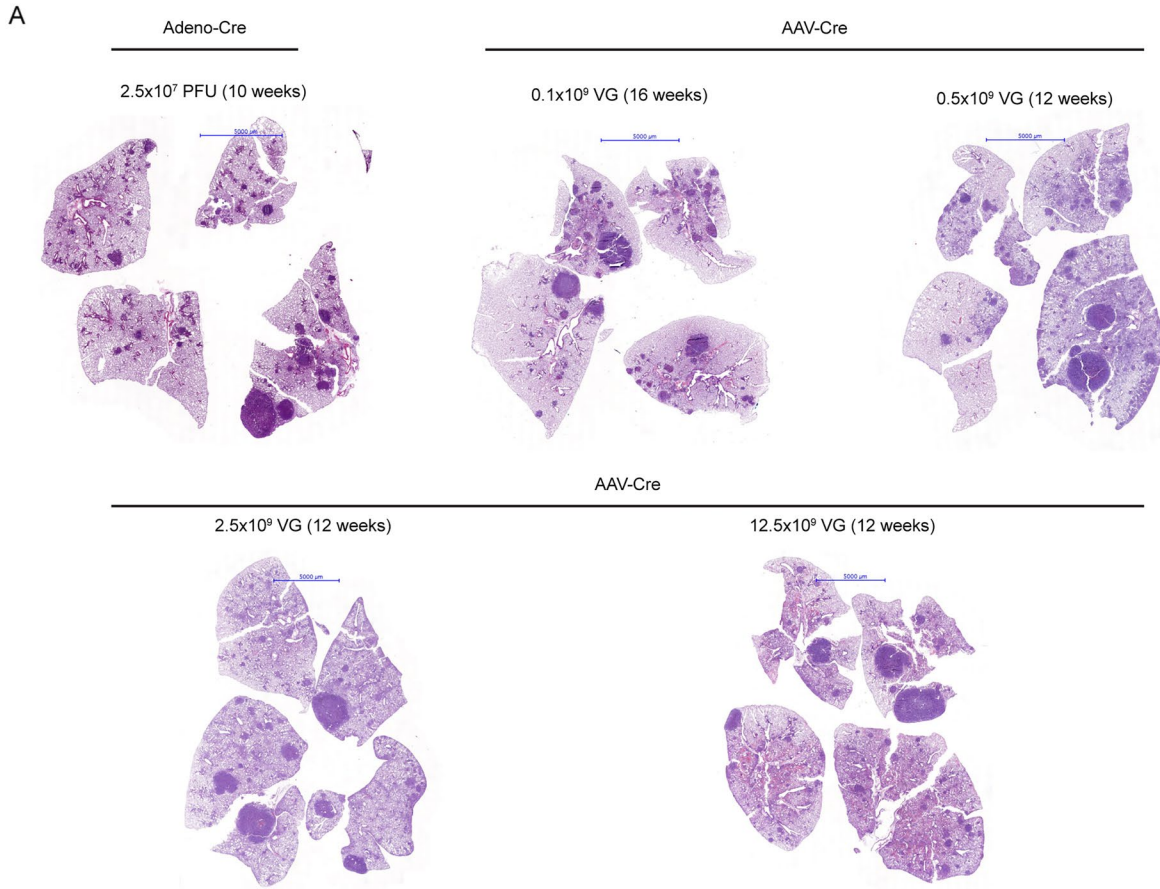 A
Adeno-Cre
AAV-Cre
2.5x10⁷ PFU (10 weeks)
0.1x10⁹ VG (16 weeks)
0.5x10⁹ VG (12 weeks)
5000 µm
5000 µm
5000 µm
AAV-Cre
2.5x10⁹ VG (12 weeks)
12.5x10⁹ VG (12 weeks)
5000 µm
5000 µm